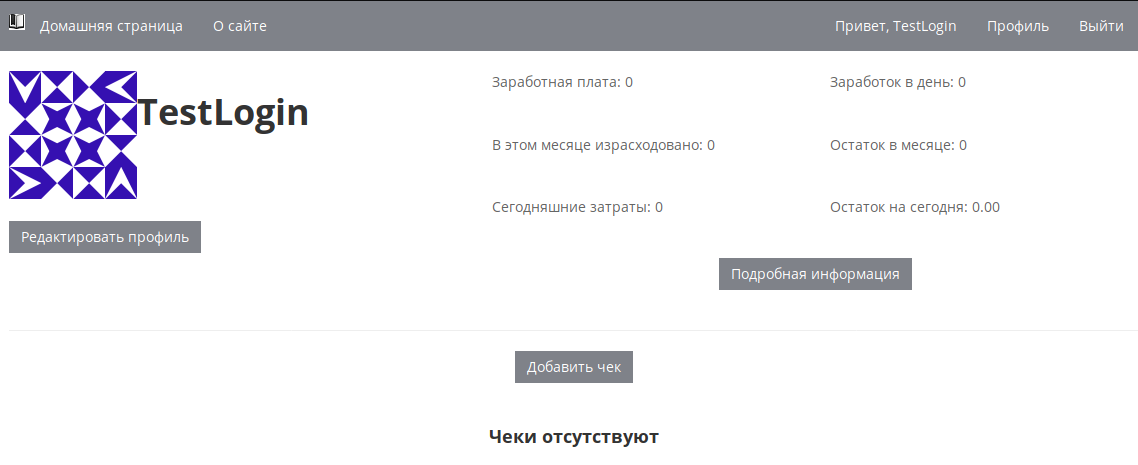 Домашняя страница О сайте Привет, TestLogin Профиль Выйти
TestLogin
Редактировать профиль
Заработная плата: 0 Заработок в день: 0
В этом месяце израсходовано: 0 Остаток в месяце: 0
Сегодняшние затраты: 0 Остаток на сегодня: 0.00
Подробная информация
Добавить чек
Чеки отсутствуют